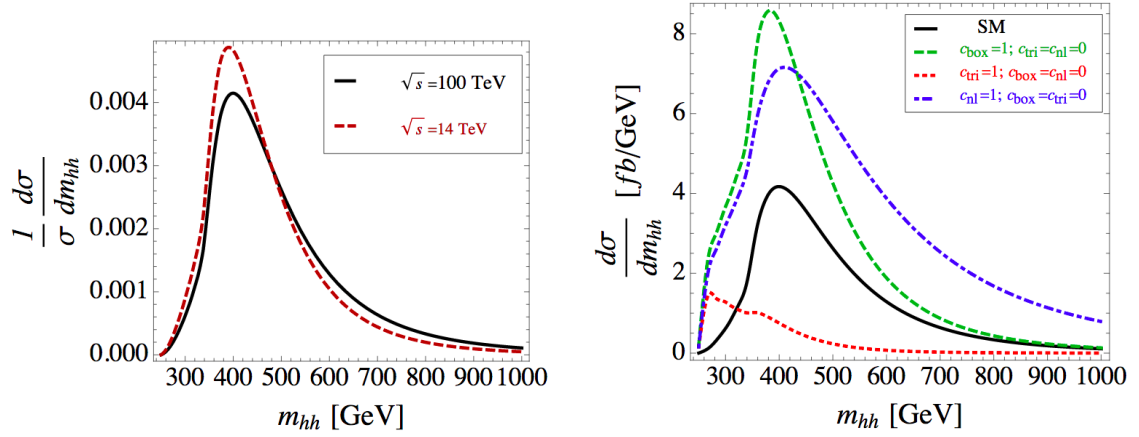 1/σ dσ/dm_hh
0.004
0.003
0.002
0.001
0.000
√s =100 TeV
√s =14 TeV
300 400 500 600 700 800 900 1000
m_hh [GeV]
dσ/dm_hh [fb/GeV]
8
6
4
2
0
SM
c_box=1; c_tri=c_nl=0
c_tri=1; c_box=c_nl=0
c_nl=1; c_box=c_tri=0
300 400 500 600 700 800 900 1000
m_hh [GeV]